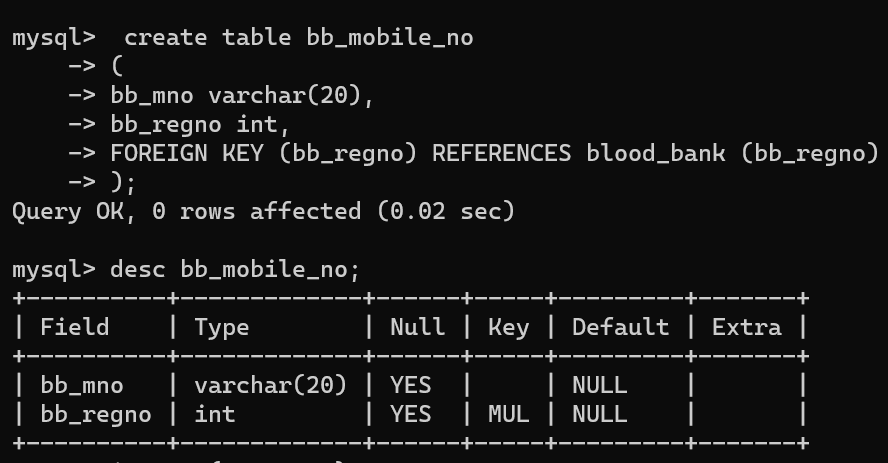 mysql>  create table bb_mobile_no
    -> (
    -> bb_mno varchar(20),
    -> bb_regno int,
    -> FOREIGN KEY (bb_regno) REFERENCES blood_bank (bb_regno)
    -> );
Query OK, 0 rows affected (0.02 sec)

mysql> desc bb_mobile_no;
+----------+-------------+------+-----+---------+-------+
| Field    | Type        | Null | Key | Default | Extra |
+----------+-------------+------+-----+---------+-------+
| bb_mno   | varchar(20) | YES  |     | NULL    |       |
| bb_regno | int         | YES  | MUL | NULL    |       |
+----------+-------------+------+-----+---------+-------+